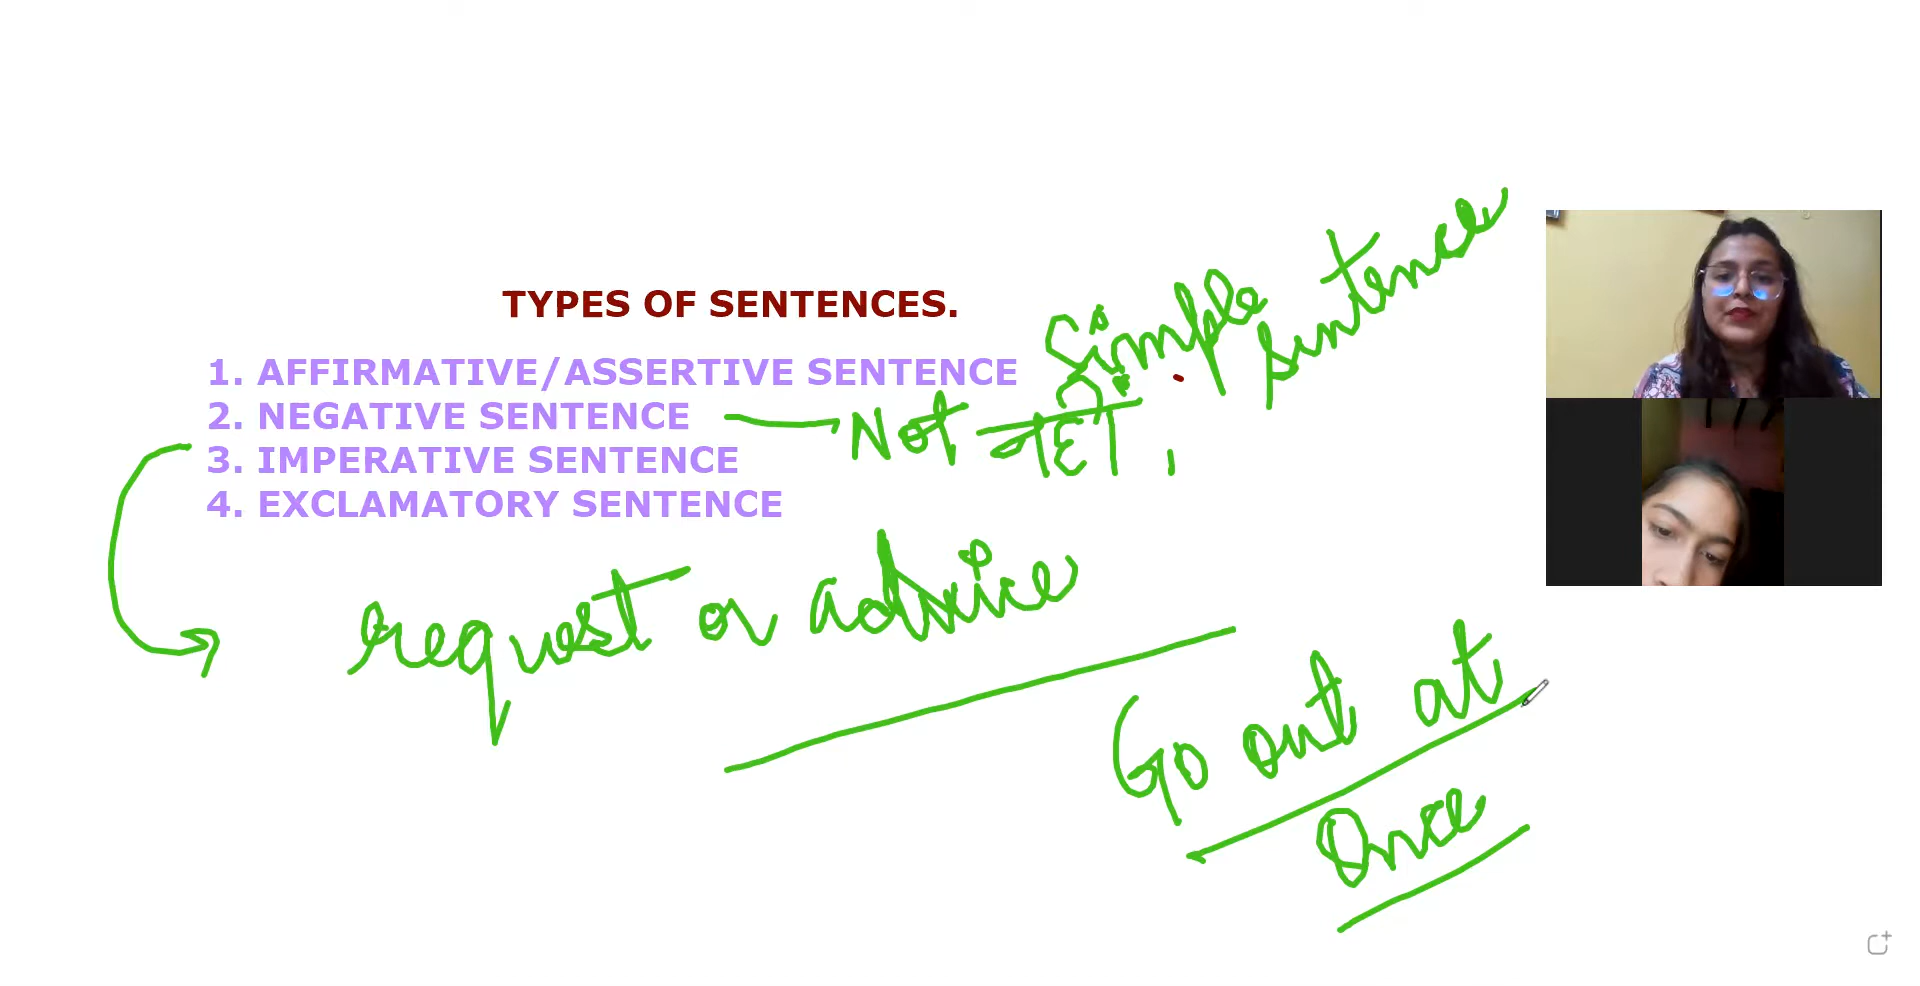 TYPES OF SENTENCES.
1. AFFIRMATIVE/ASSERTIVE SENTENCE
Simple sentence
2. NEGATIVE SENTENCE
Not नहीं
3. IMPERATIVE SENTENCE
4. EXCLAMATORY SENTENCE
request or advice
Go out at
Once